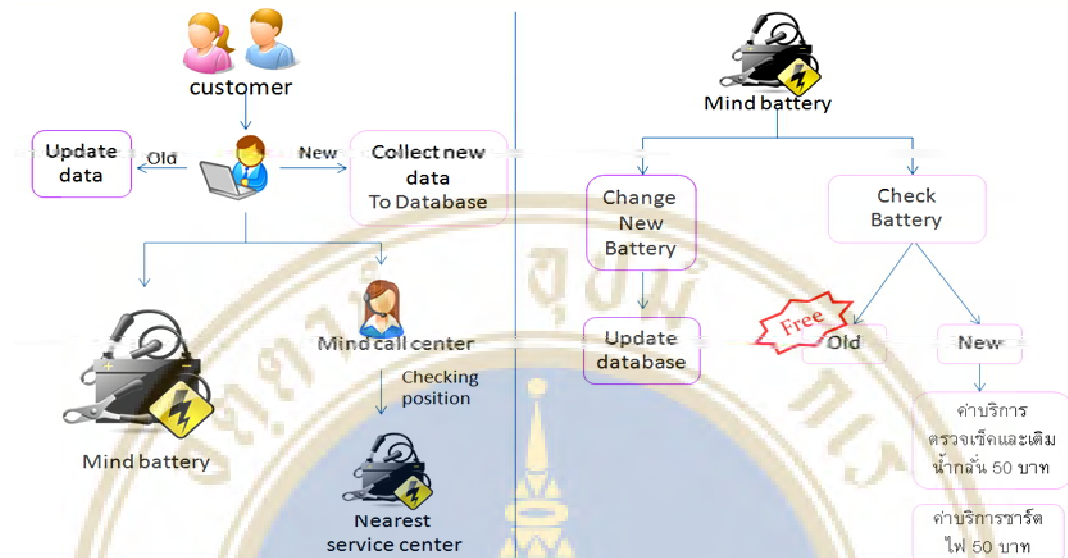 customer
Update
data
Old
New
Collect new
data
To Database
Mind battery
Mind call center
Checking
position
Nearest
service center
Mind battery
Change
New
Battery
Update
database
Check
Battery
Free
Old
New
ค่าบริการ
ตรวจเช็คและเติม
น้ำกลั่น 50 บาท
ค่าบริการชาร์ต
ไฟ 50 บาท